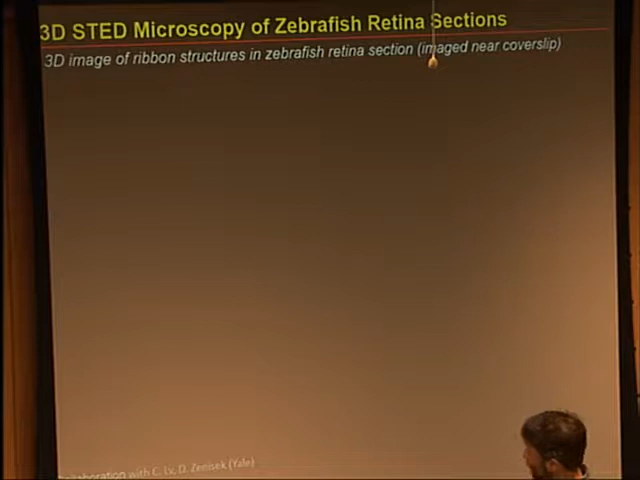 3D STED Microscopy of Zebrafish Retina Sections
3D image of ribbon structures in zebrafish retina section (imaged near coverslip)
Collaboration with C. Lv, D. Zenisek (Yale)